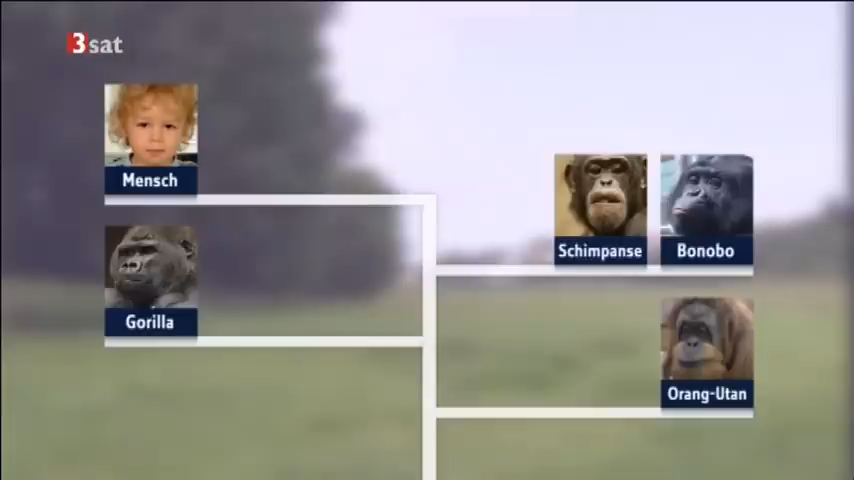 3sat
Mensch
Schimpanse
Bonobo
Gorilla
Orang-Utan